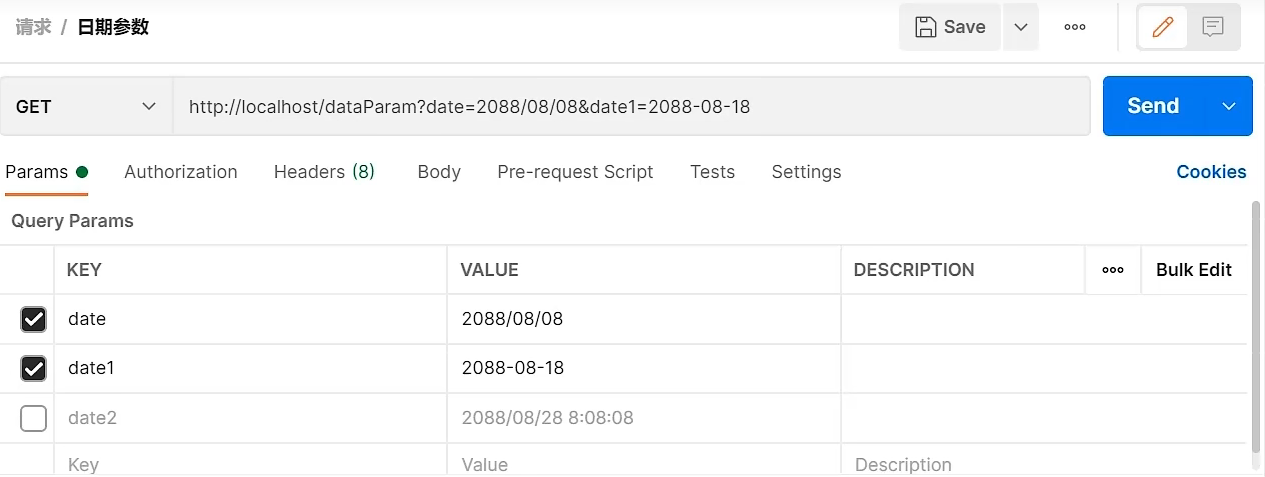 请求 / 日期参数
Save
GET
http://localhost/dataParam?date=2088/08/08&date1=2088-08-18
Send
Params Authorization Headers (8) Body Pre-request Script Tests Settings Cookies
Query Params
KEY VALUE DESCRIPTION Bulk Edit
date 2088/08/08
date1 2088-08-18
date2 2088/08/28 8:08:08
Key Value Description